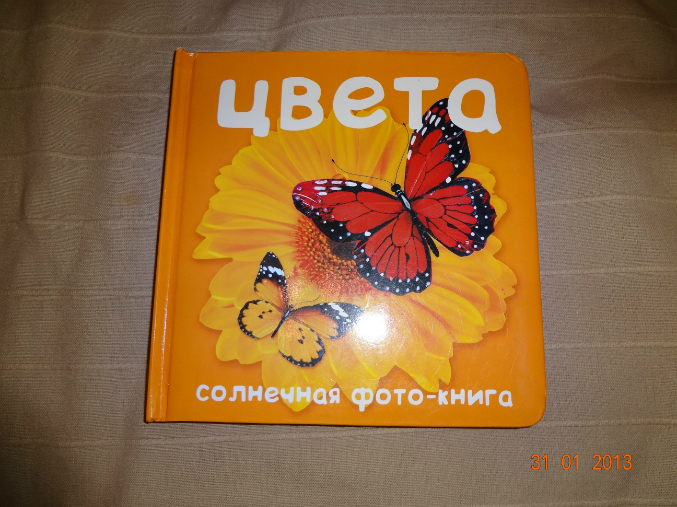 цвета
солнечная фото-книга
31 01 2013